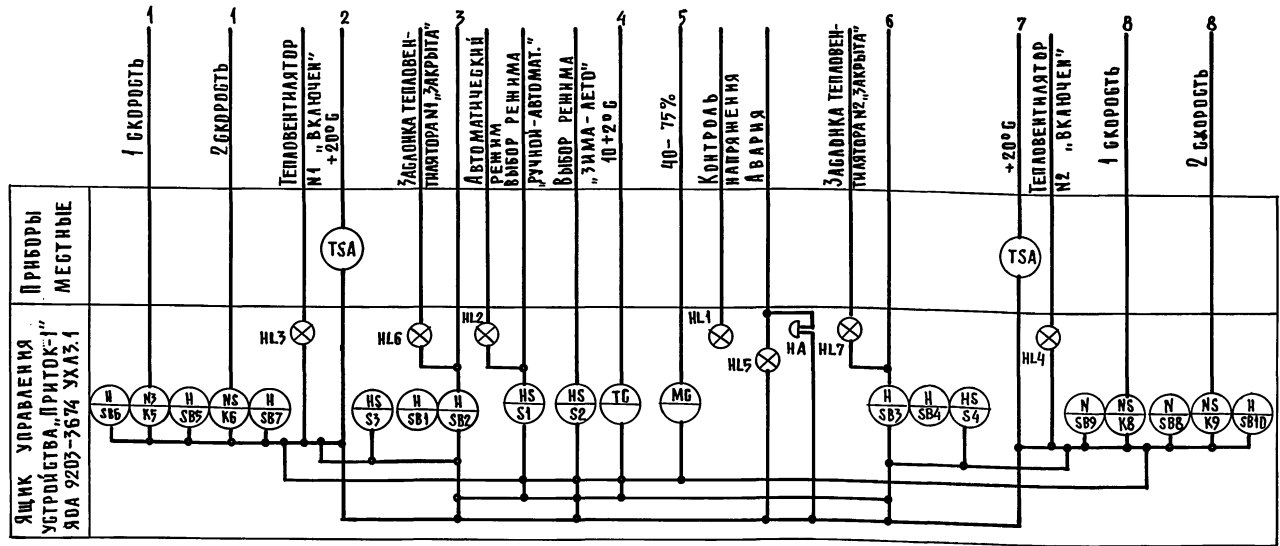 1
1 СКОРОСТЬ
1
2 СКОРОСТЬ
ТЕПЛОВЕНТИЛЯТОР
N1 „ВКЛЮЧЕН”
2
+20°С
ЗАСЛОНКА ТЕПЛОВЕН-
ТИЛЯТОРА N1 „ЗАКРЫТА”
3
АВТОМАТИЧЕСКИЙ
РЕЖИМ
ВЫБОР РЕЖИМА
„РУЧНОЙ-АВТОМАТ.”
ВЫБОР РЕЖИМА
„ЗИМА-ЛЕТО”
4
10+2°С
5
40-75%
КОНТРОЛЬ
НАПРЯЖЕНИЯ
АВАРИЯ
ЗАСЛОНКА ТЕПЛОВЕН-
ТИЛЯТОРА N2 „ЗАКРЫТА”
6
7
+20°С
ТЕПЛОВЕНТИЛЯТОР
N2 „ВКЛЮЧЕН”
8
1 СКОРОСТЬ
8
2 СКОРОСТЬ
ПРИБОРЫ
МЕСТНЫЕ
TSA
TSA
ЯЩИК УПРАВЛЕНИЯ
УСТРОЙСТВА „ПРИТОК-1”
ЯОА 9203-3674 УХЛ3.1
HL3
HL6
HL2
HL1
HL5
HA
HL7
HL4
H
SB6
NS
K5
H
SB5
NS
K6
H
SB7
HS
S3
H
SB1
H
SB2
HS
S1
HS
S2
TC
MC
H
SB3
H
SB4
HS
S4
N
SB9
NS
K8
N
SB8
NS
K9
H
SB10